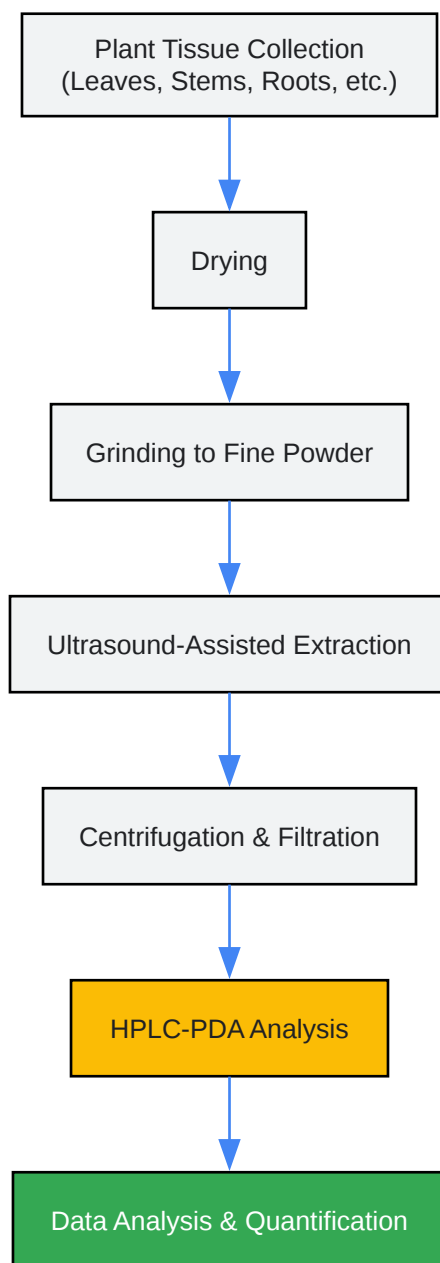 Plant Tissue Collection
(Leaves, Stems, Roots, etc.)
Drying
Grinding to Fine Powder
Ultrasound-Assisted Extraction
Centrifugation & Filtration
HPLC-PDA Analysis
Data Analysis & Quantification